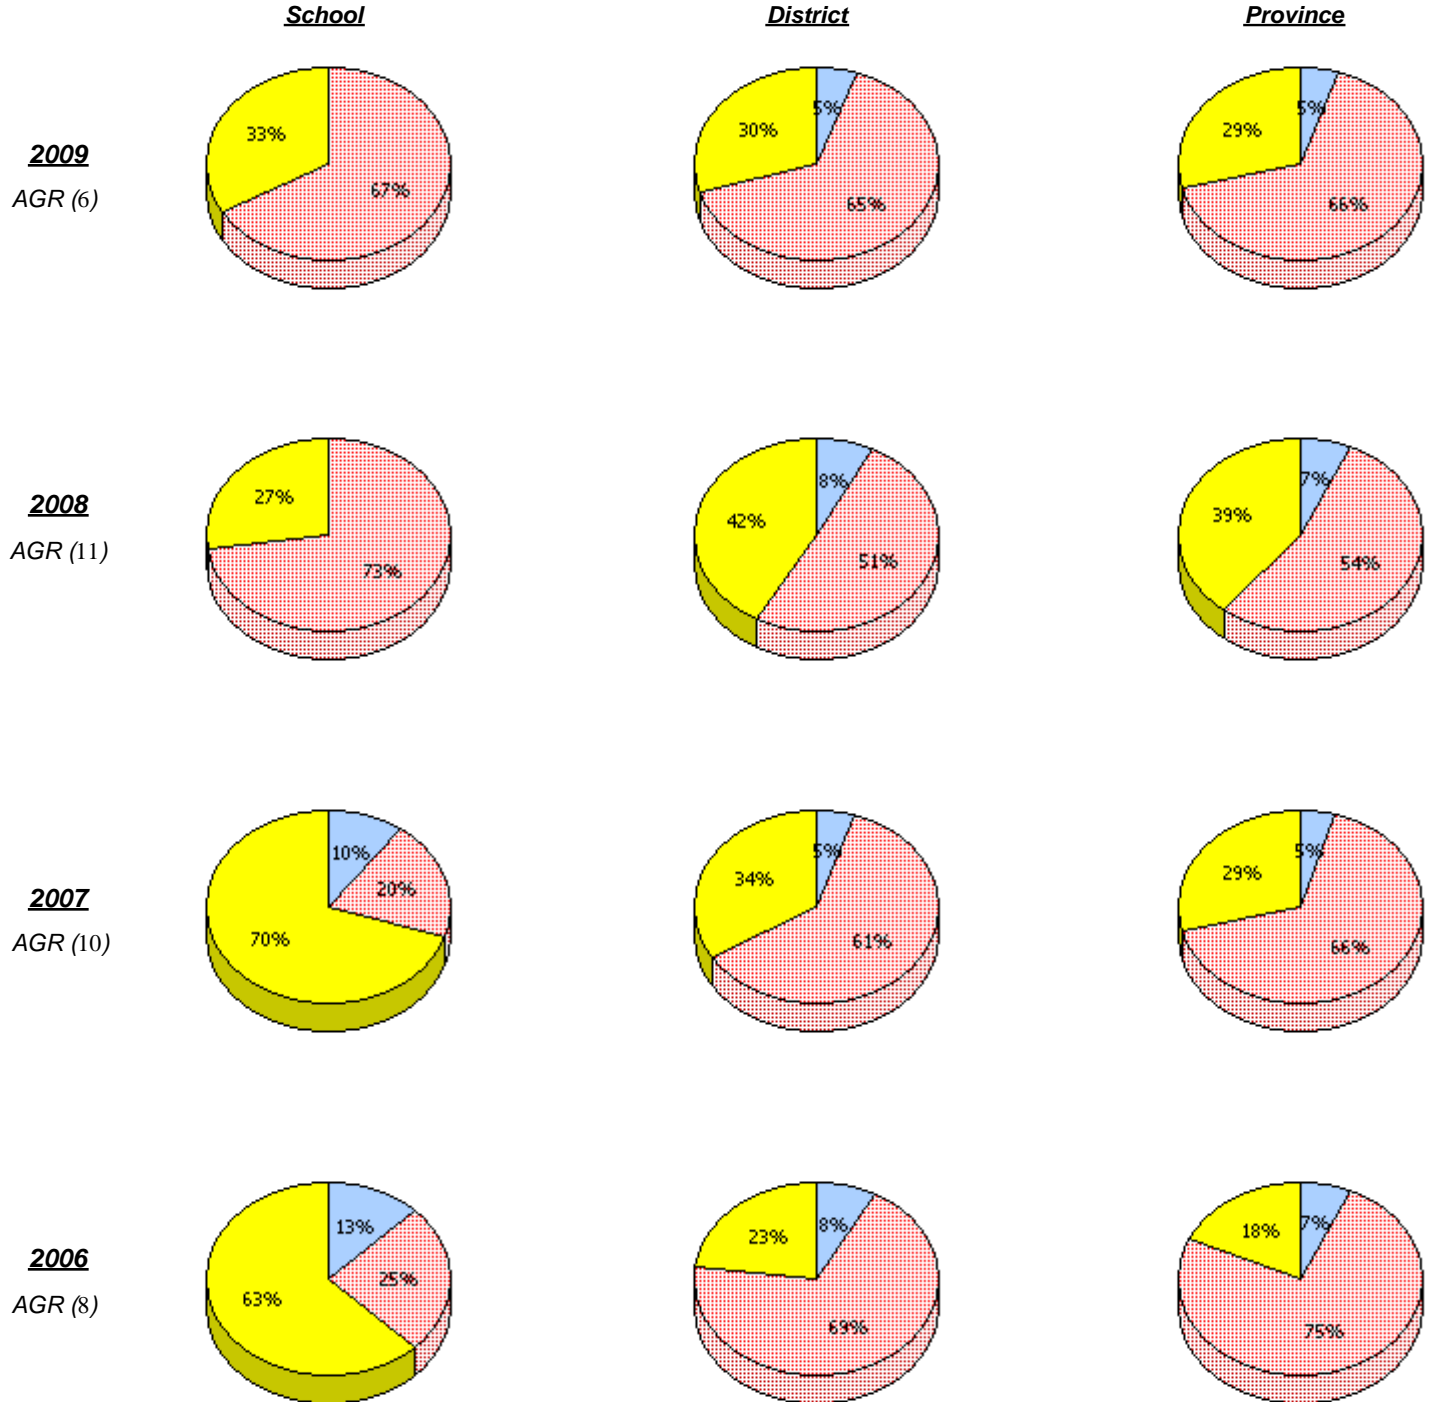 School District Province
33% 67% 30% 5% 65% 29% 5% 66%
2009
AGR (6)
27% 73% 42% 8% 51% 39% 7% 54%
2008
AGR (11)
10% 20% 70% 34% 5% 61% 29% 5% 66%
2007
AGR (10)
13% 25% 63% 23% 8% 69% 18% 7% 75%
2006
AGR (8)